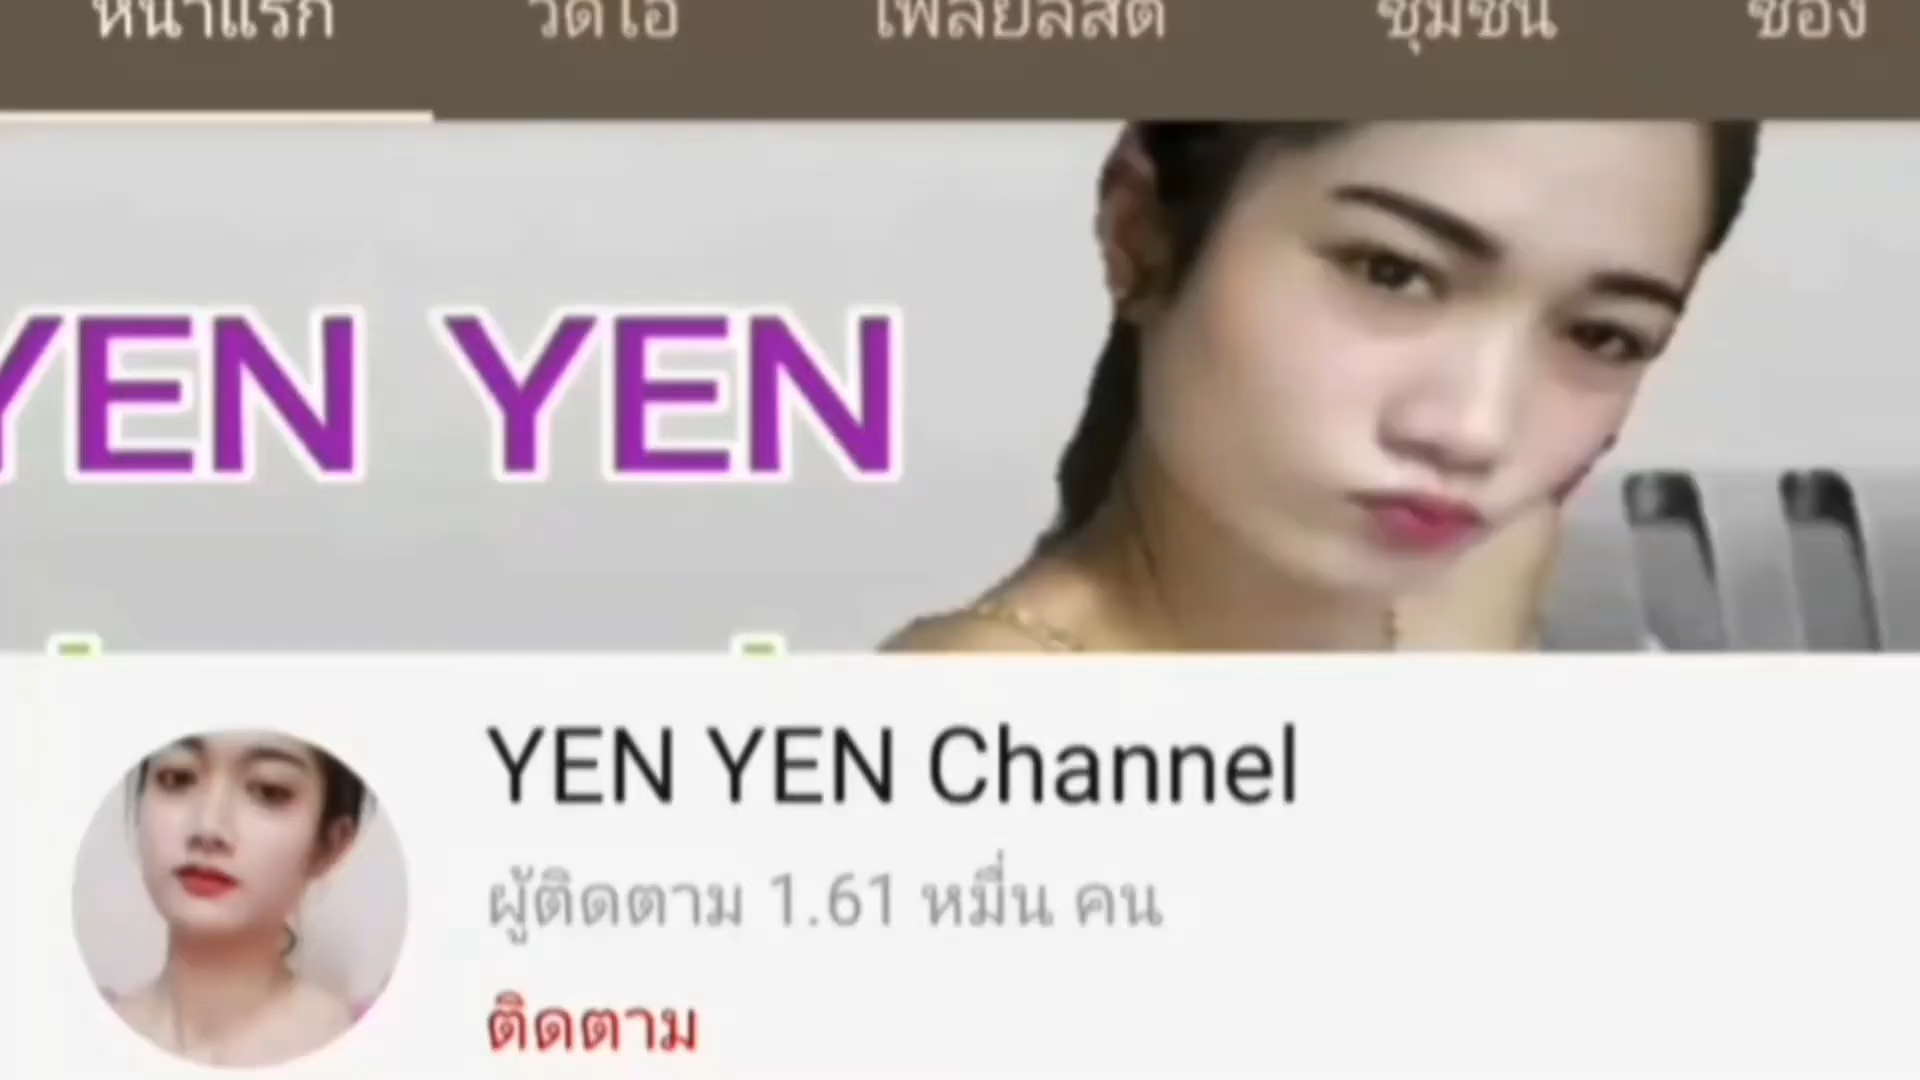 หน้าแรก วิดีโอ เพลย์ลิสต์ ชุมชน ช่อง
YEN YEN
YEN YEN Channel
ผู้ติดตาม 1.61 หมื่น คน
ติดตาม